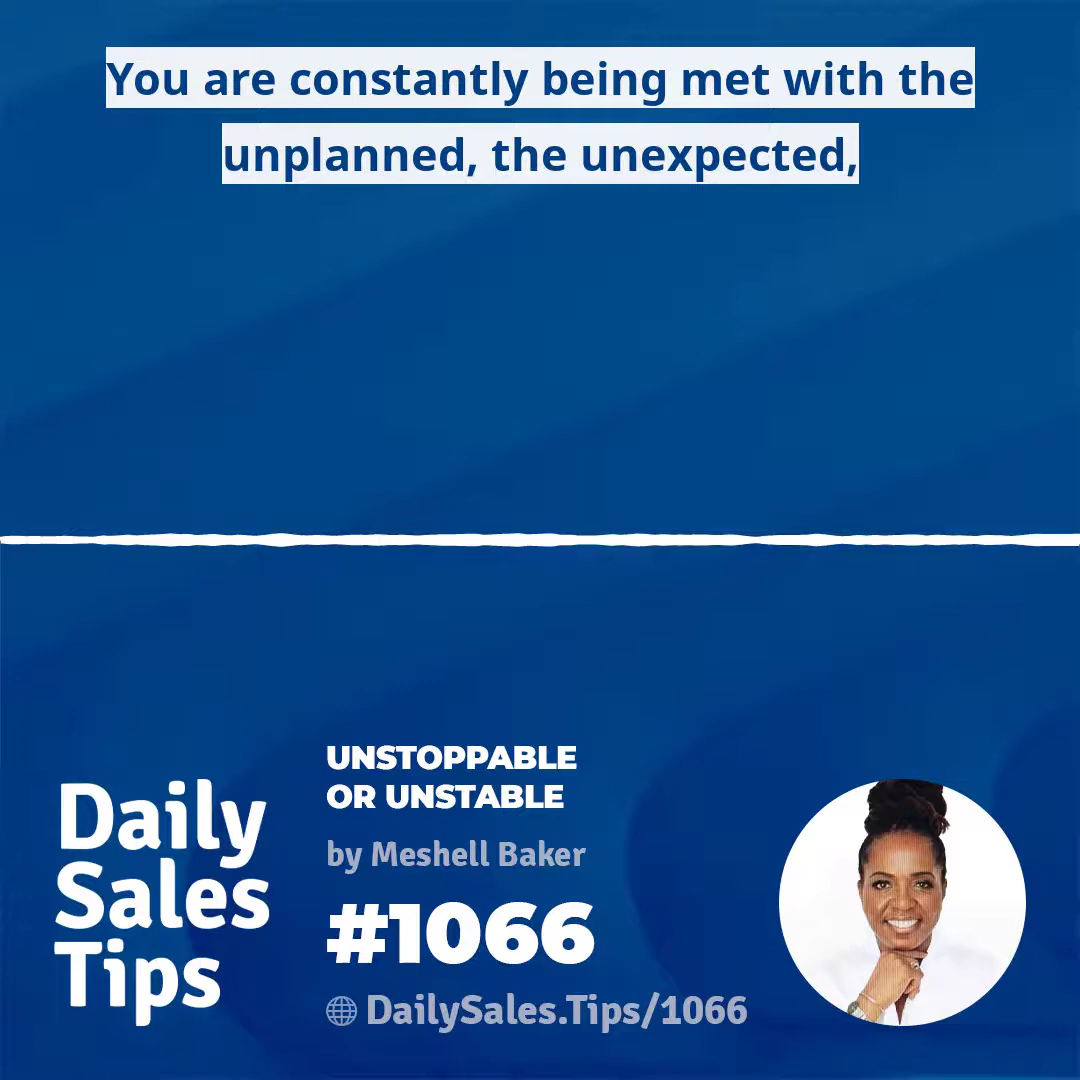 You are constantly being met with the
unplanned, the unexpected,
UNSTOPPABLE
OR UNSTABLE
by Meshell Baker
#1066
DailySales.Tips/1066
Daily
Sales
Tips